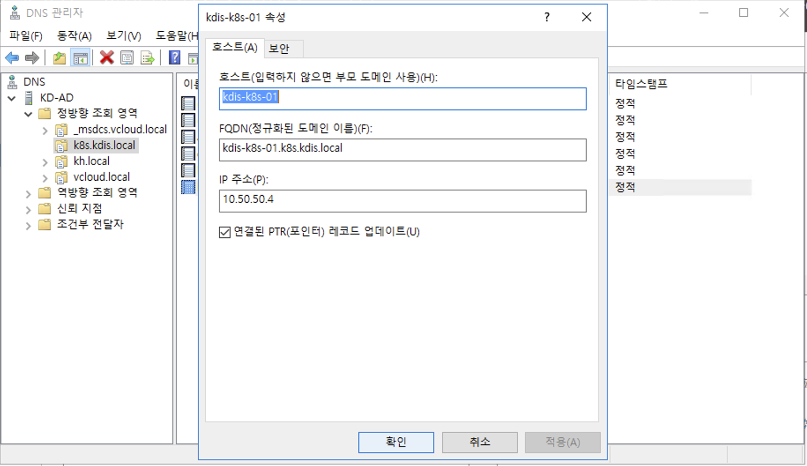 DNS 관리자
파일(F) 동작(A) 보기(V) 도움말(H
DNS
KD-AD
정방향 조회 영역
_msdcs.vcloud.local
k8s.kdis.local
kh.local
vcloud.local
역방향 조회 영역
신뢰 지점
조건부 전달자
kdis-k8s-01 속성
호스트(A) 보안
호스트(입력하지 않으면 부모 도메인 사용)(H):
kdis-k8s-01
FQDN(정규화된 도메인 이름)(F):
kdis-k8s-01.k8s.kdis.local
IP 주소(P):
10.50.50.4
연결된 PTR(포인터) 레코드 업데이트(U)
확인 취소 적용(A)
타임스탬프
정적
정적
정적
정적
정적
정적